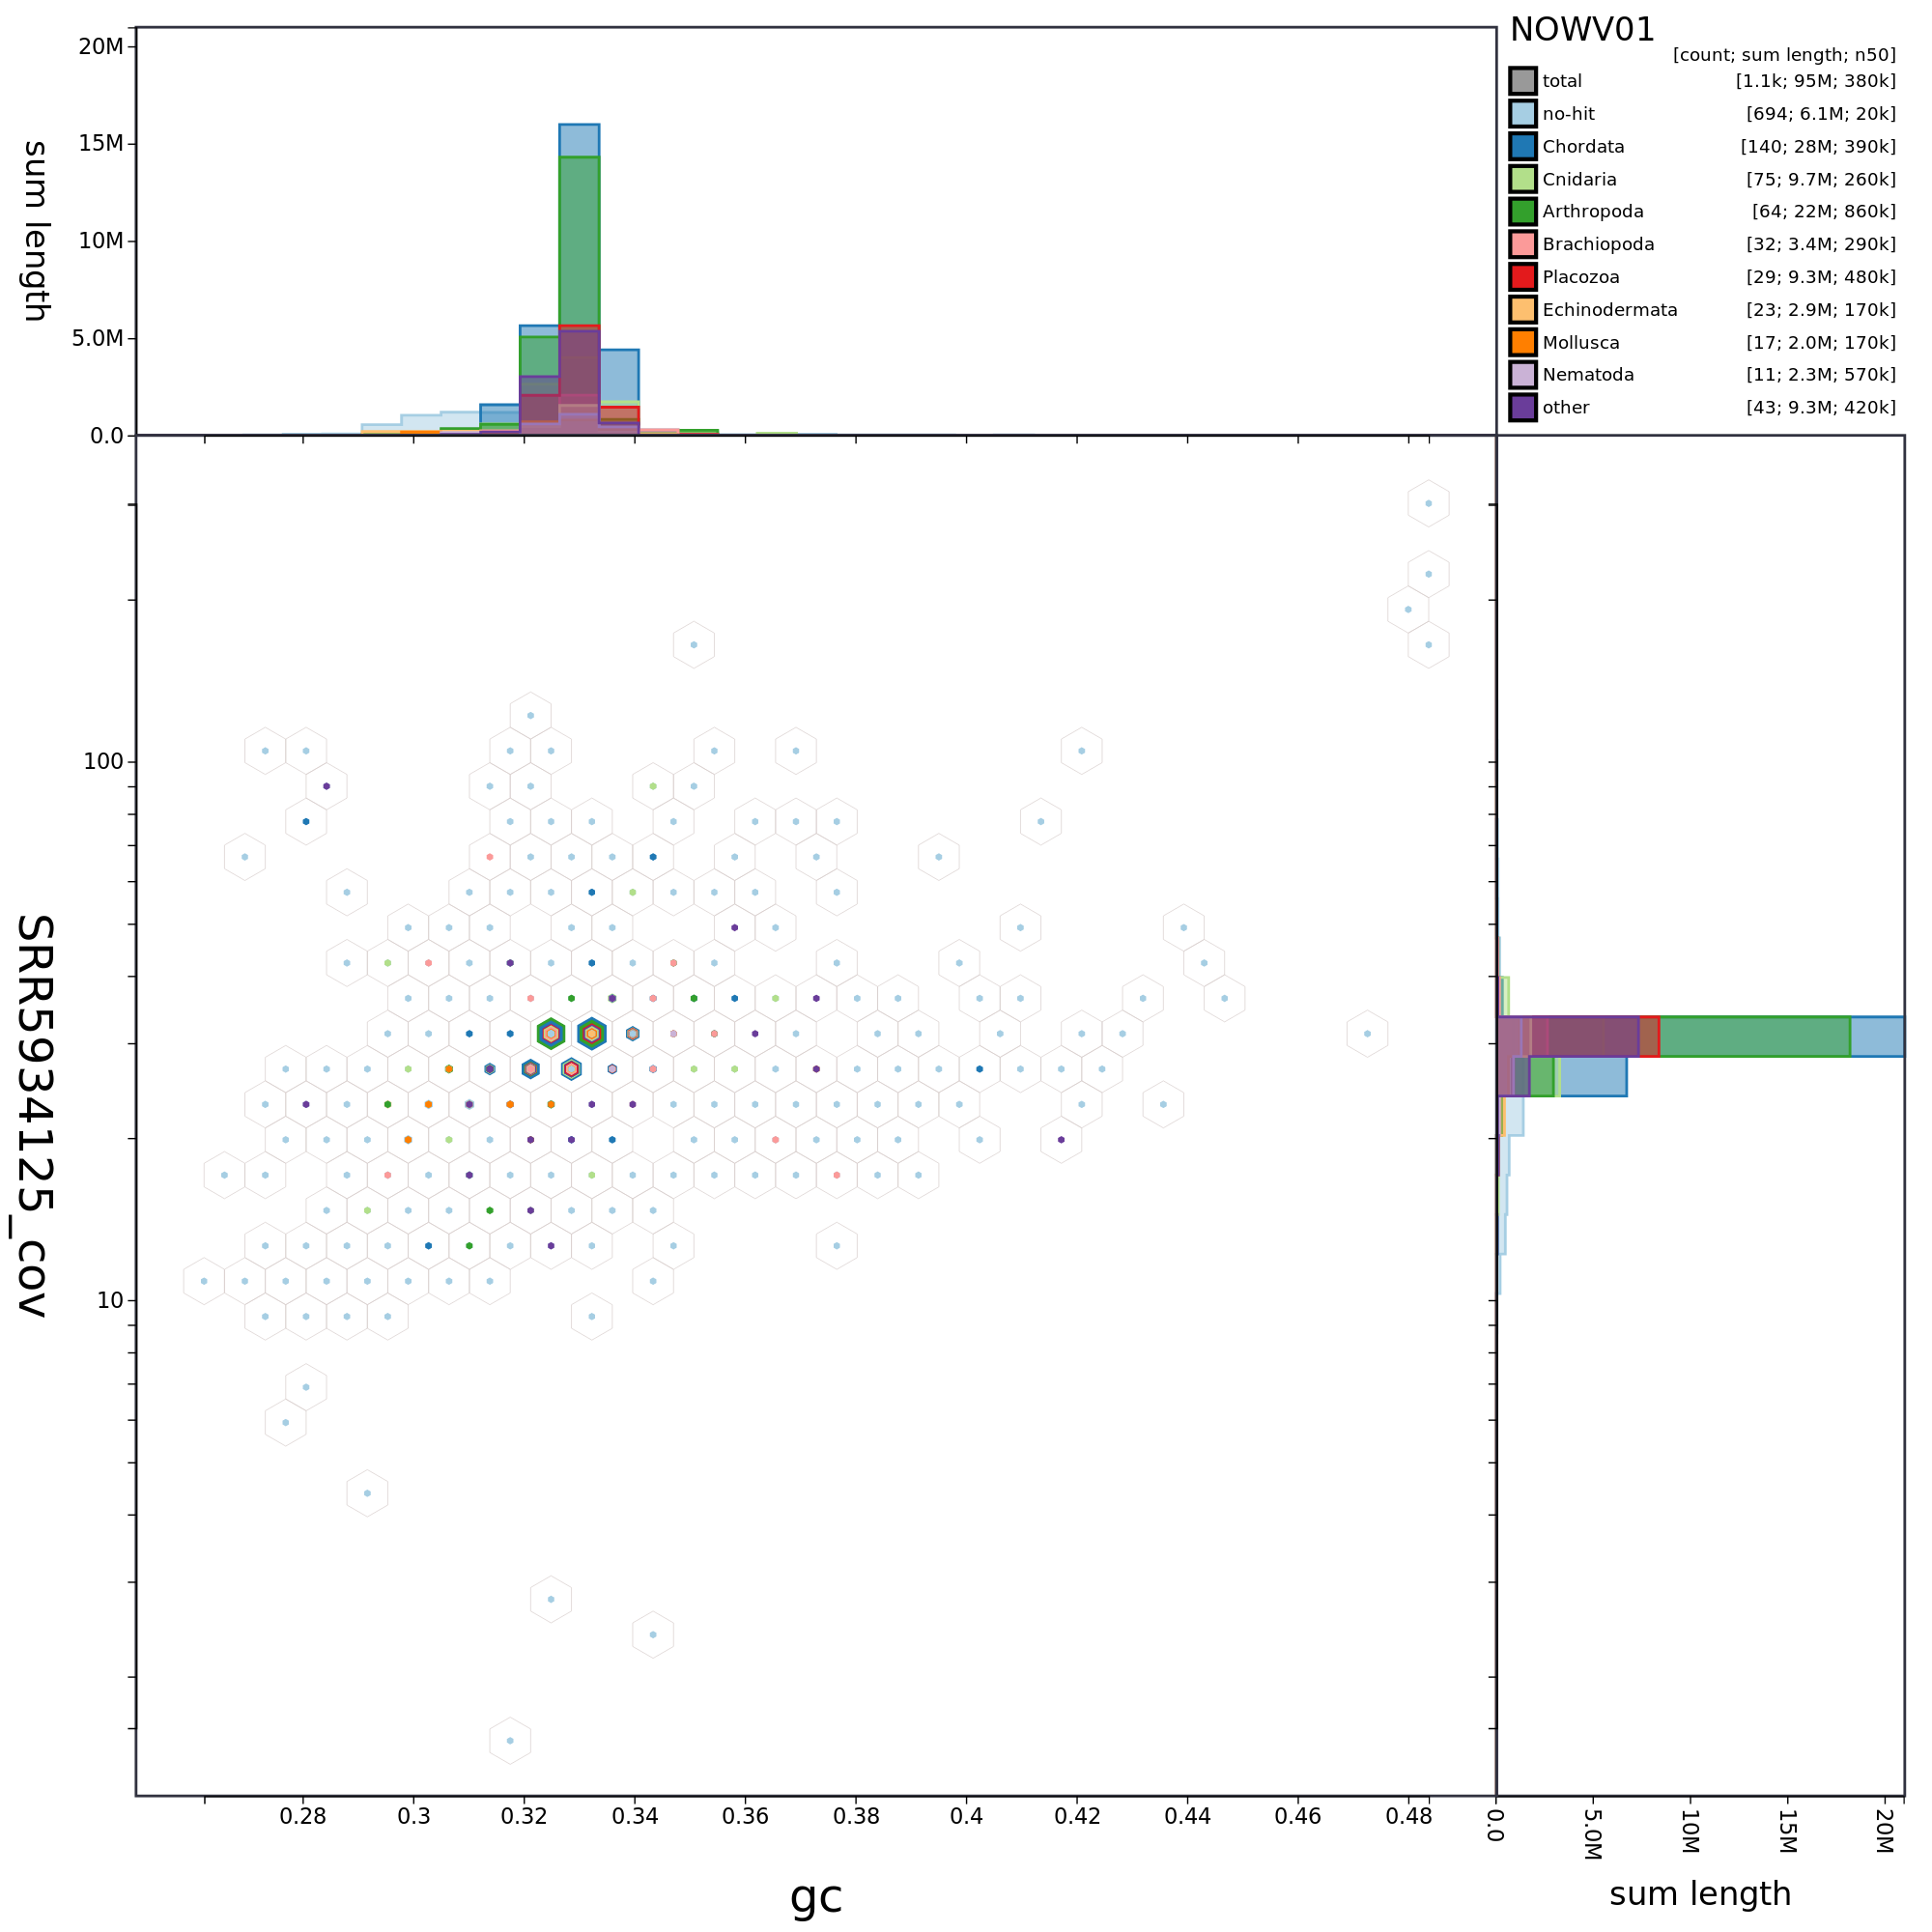 NOWV01
[count; sum length; n50]
total [1.1k; 95M; 380k]
no-hit [694; 6.1M; 20k]
Chordata [140; 28M; 390k]
Cnidaria [75; 9.7M; 260k]
Arthropoda [64; 22M; 860k]
Brachiopoda [32; 3.4M; 290k]
Placozoa [29; 9.3M; 480k]
Echinodermata [23; 2.9M; 170k]
Mollusca [17; 2.0M; 170k]
Nematoda [11; 2.3M; 570k]
other [43; 9.3M; 420k]
sum length
20M
15M
10M
5.0M
0.0
SRR5934125_cov
100
10
0.28 0.3 0.32 0.34 0.36 0.38 0.4 0.42 0.44 0.46 0.48
gc
0.0 5.0M 10M 15M 20M
sum length